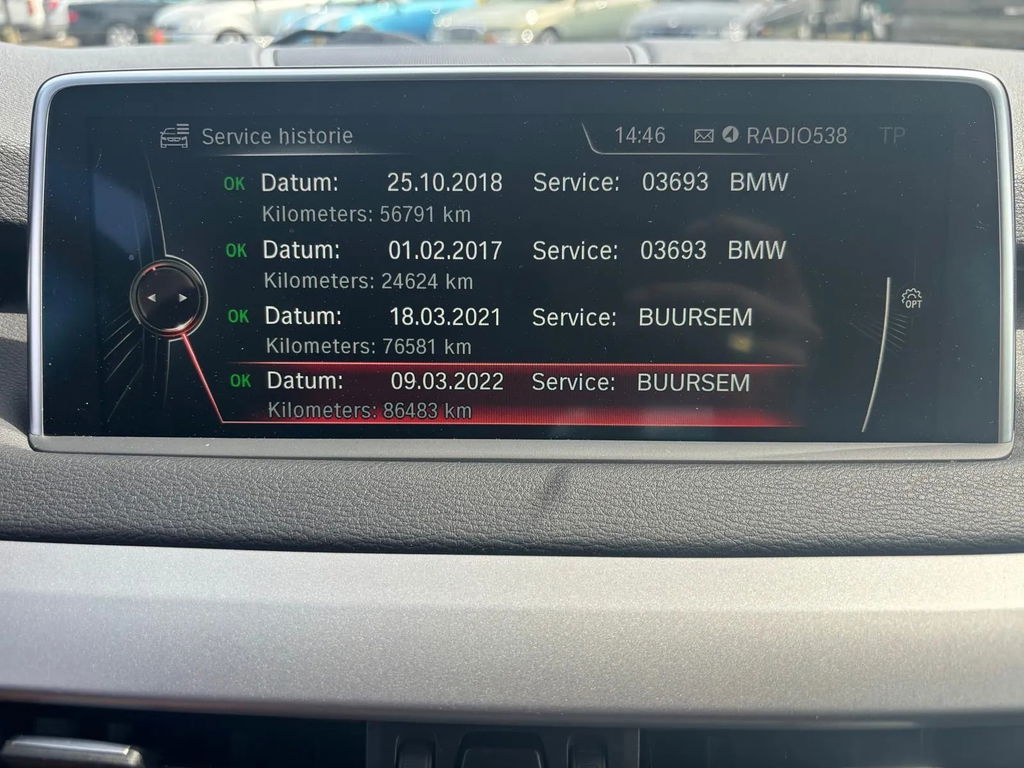 Service historie 14:46 RADIO538 TP
OK Datum: 25.10.2018 Service: 03693 BMW
Kilometers: 56791 km
OK Datum: 01.02.2017 Service: 03693 BMW
Kilometers: 24624 km
OK Datum: 18.03.2021 Service: BUURSEM
Kilometers: 76581 km
OK Datum: 09.03.2022 Service: BUURSEM
Kilometers: 86483 km
OPT